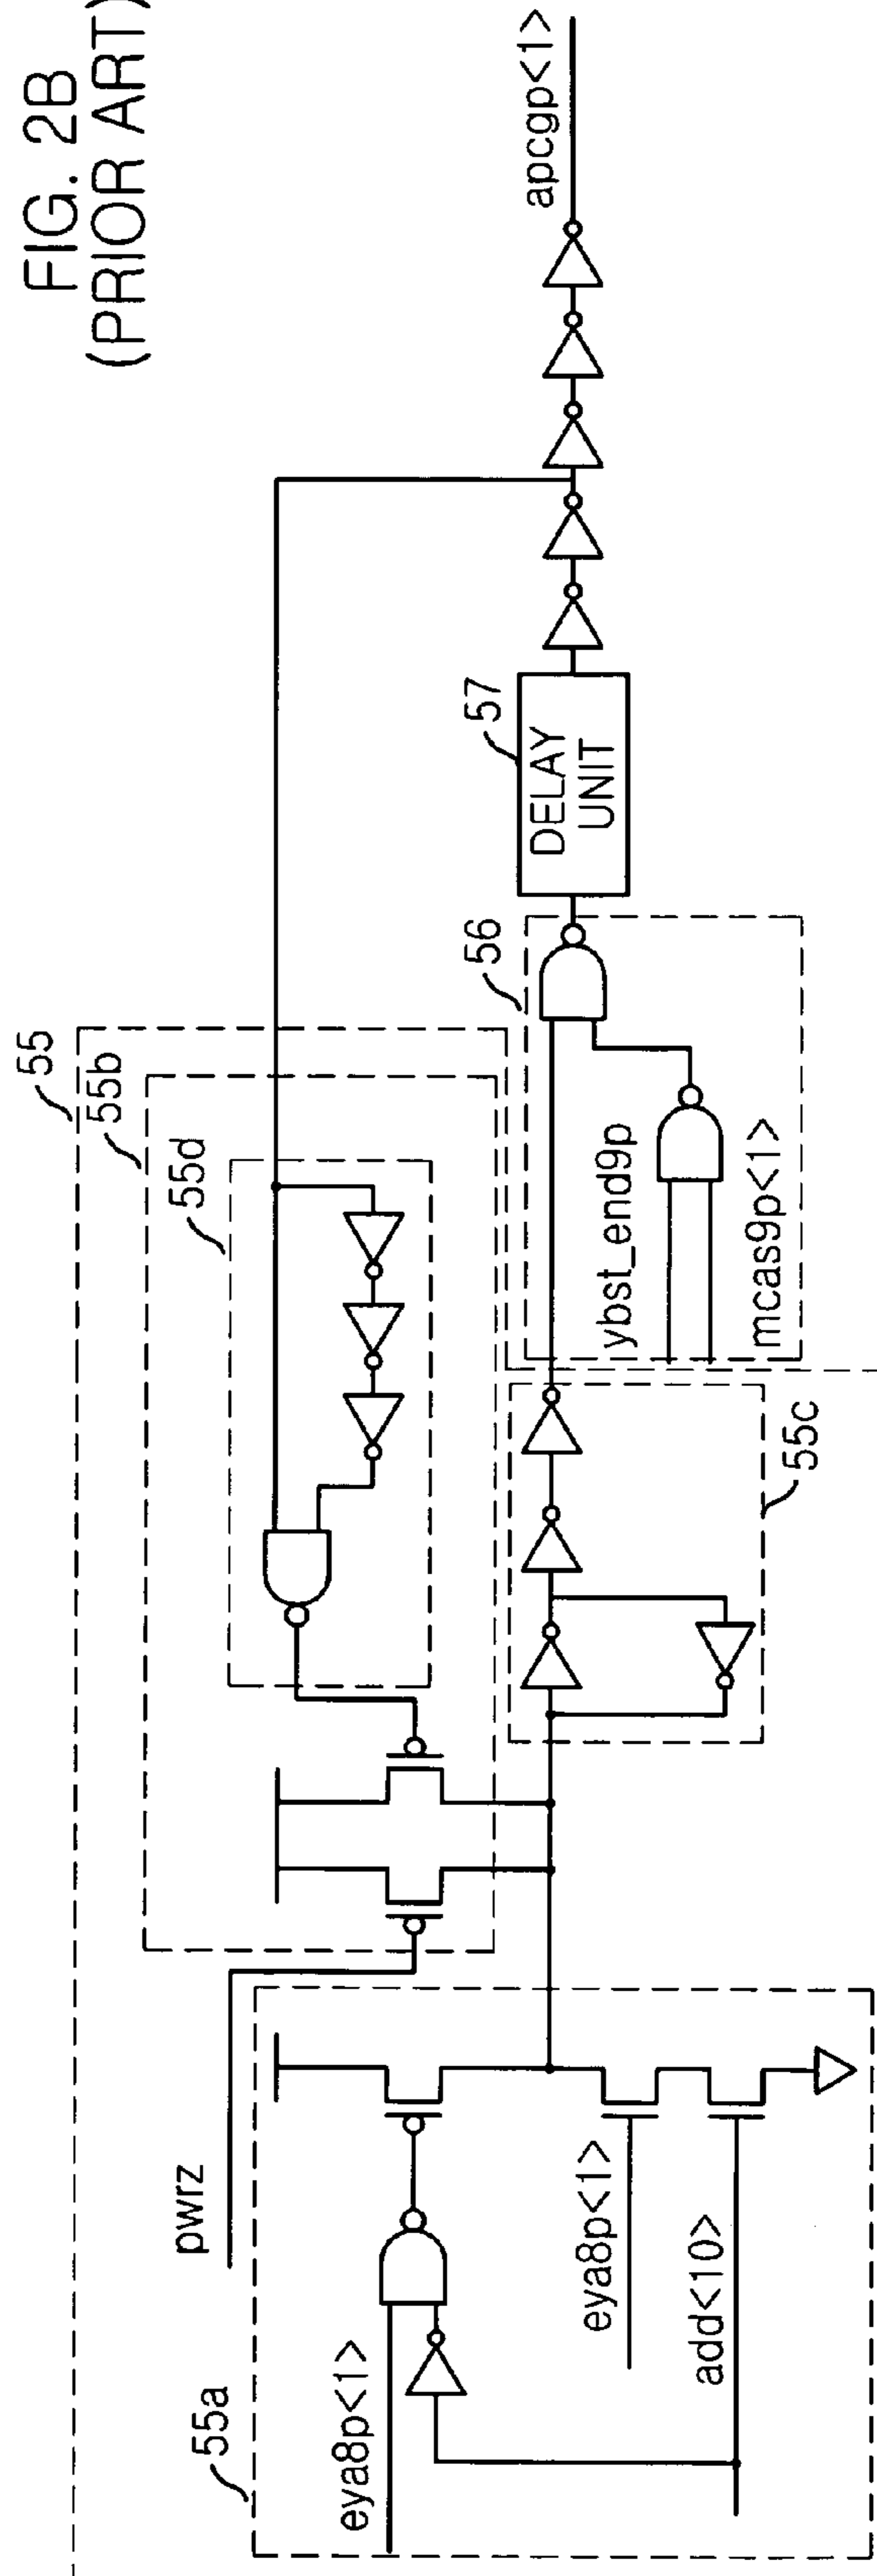 FIG. 2B
(PRIOR ART)
55
55b
55d
pwrz
55a
eya8p<1>
eya8p<1>
add<10>
55c
56
ybst_end9p
mcas9p<1>
57
DELAY
UNIT
apcgp<1>